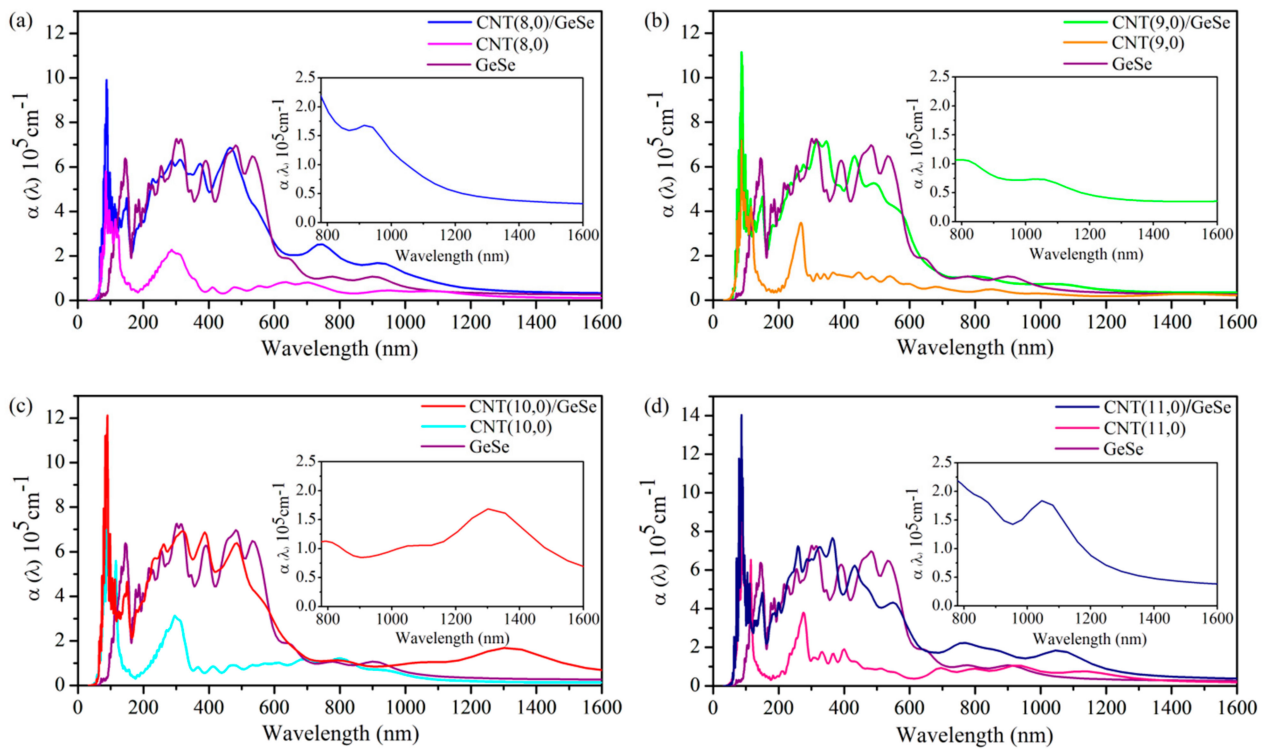 (a)
12
10
8
6
4
2
0
α (λ) 10⁵cm⁻¹
CNT(8,0)/GeSe
CNT(8,0)
GeSe
2.5
2.0
1.5
1.0
0.5
0.0
α (λ) 10⁵cm⁻¹
800 1000 1200 1400 1600
Wavelength (nm)
0 200 400 600 800 1000 1200 1400 1600
Wavelength (nm)
(b)
12
10
8
6
4
2
0
α (λ) 10⁵cm⁻¹
CNT(9,0)/GeSe
CNT(9,0)
GeSe
2.5
2.0
1.5
1.0
0.5
0.0
α (λ) 10⁵cm⁻¹
800 1000 1200 1400 1600
Wavelength (nm)
0 200 400 600 800 1000 1200 1400 1600
Wavelength (nm)
(c)
12
10
8
6
4
2
0
α (λ) 10⁵cm⁻¹
CNT(10,0)/GeSe
CNT(10,0)
GeSe
2.5
2.0
1.5
1.0
0.5
0.0
α (λ) 10⁵cm⁻¹
800 1000 1200 1400 1600
Wavelength (nm)
0 200 400 600 800 1000 1200 1400 1600
Wavelength (nm)
(d)
14
12
10
8
6
4
2
0
α (λ) 10⁵cm⁻¹
CNT(11,0)/GeSe
CNT(11,0)
GeSe
2.5
2.0
1.5
1.0
0.5
0.0
α (λ) 10⁵cm⁻¹
800 1000 1200 1400 1600
Wavelength (nm)
0 200 400 600 800 1000 1200 1400 1600
Wavelength (nm)